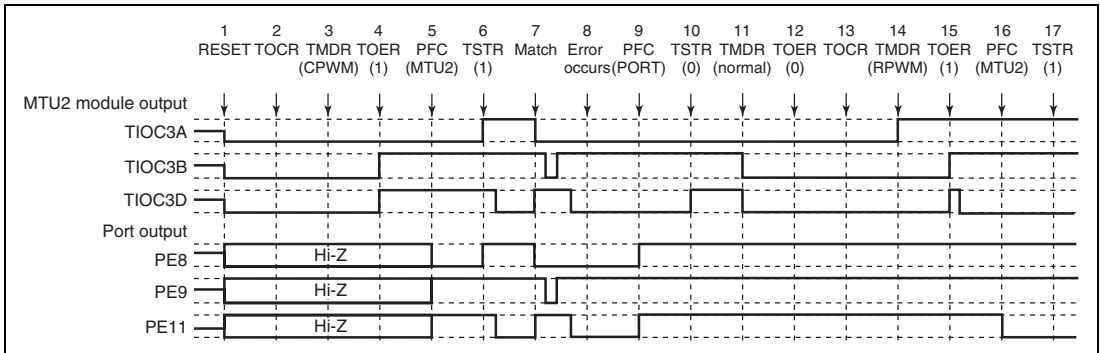 1 2 3 4 5 6 7 8 9 10 11 12 13 14 15 16 17
RESET TOCR TMDR TOER PFC TSTR Match Error PFC TSTR TMDR TOER TOCR TMDR TOER PFC TSTR
(CPWM) (1) (MTU2) (1) occurs (PORT) (0) (normal) (0) (RPWM) (1) (MTU2) (1)
MTU2 module output
TIOC3A
TIOC3B
TIOC3D
Port output
PE8 Hi-Z
PE9 Hi-Z
PE11 Hi-Z